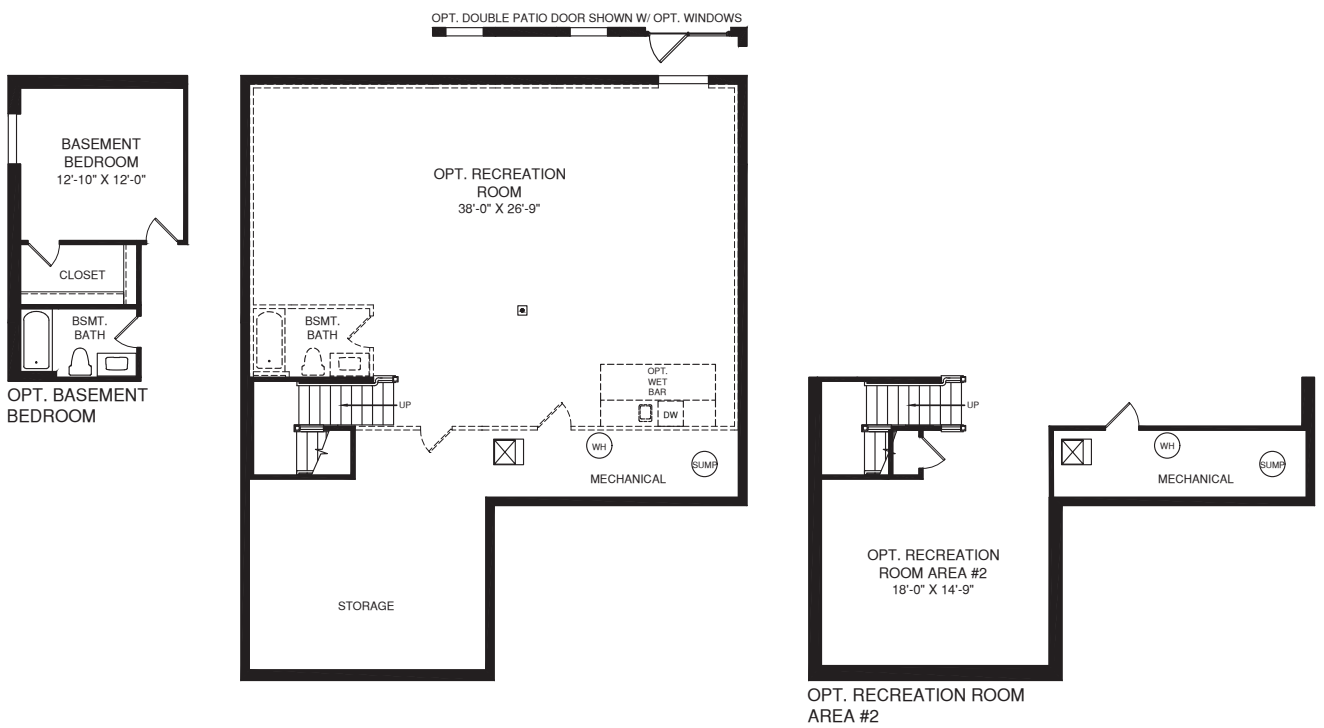 OPT. DOUBLE PATIO DOOR SHOWN W/ OPT. WINDOWS
BASEMENT
BEDROOM
12'-10" X 12'-0"
CLOSET
BSMT.
BATH
OPT. BASEMENT
BEDROOM
OPT. RECREATION
ROOM
38'-0" X 26'-9"
BSMT.
BATH
OPT.
WET
BAR
DW
UP
WH
SUMP
MECHANICAL
STORAGE
UP
WH
SUMP
MECHANICAL
OPT. RECREATION
ROOM AREA #2
18'-0" X 14'-9"
OPT. RECREATION ROOM
AREA #2